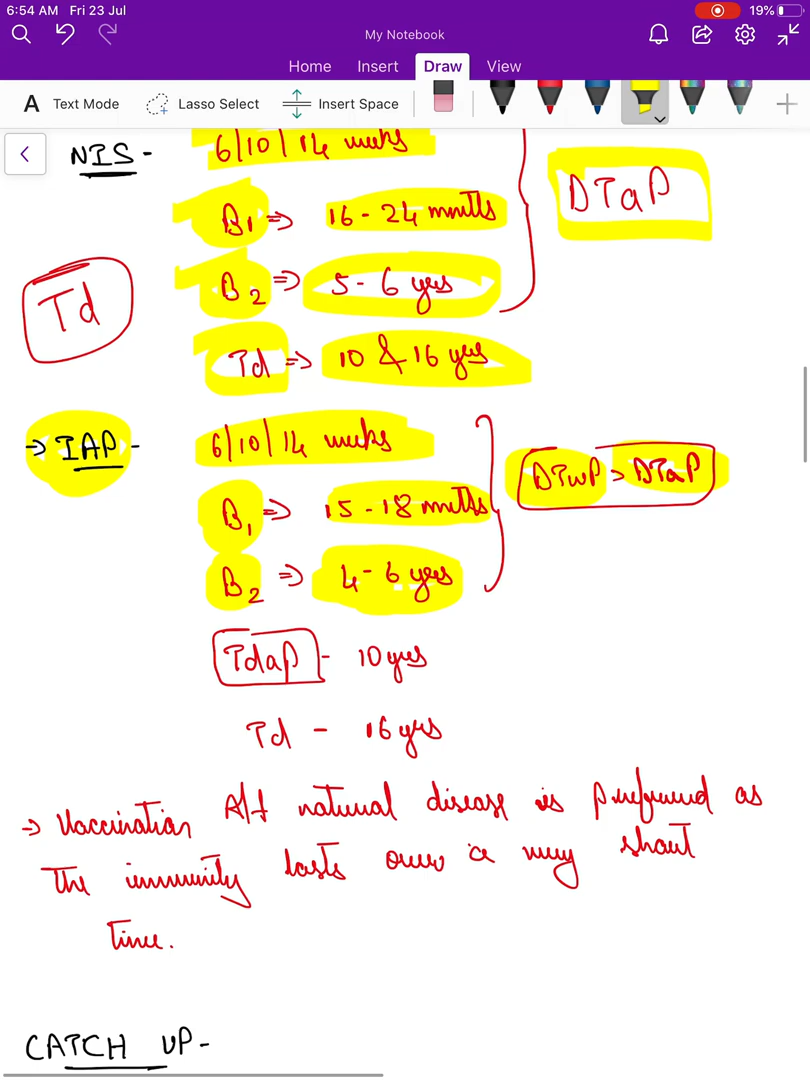 6:54 AM Fri 23 Jul
19%
My Notebook
Home Insert Draw View
A Text Mode Lasso Select Insert Space
NIS - 6/10/14 weeks
DTaP
B1 => 16 - 24 months
B2 => 5 - 6 yrs
Td
Td => 10 & 16 yrs
-> IAP - 6/10/14 weeks
DTwP > DTaP
B1 => 15 - 18 months
B2 => 4 - 6 yrs
Tdap - 10 yrs
Td - 16 yrs
-> Vaccination A/f natural disease is preferred as
the immunity lasts over a very short
time.
CATCH UP -